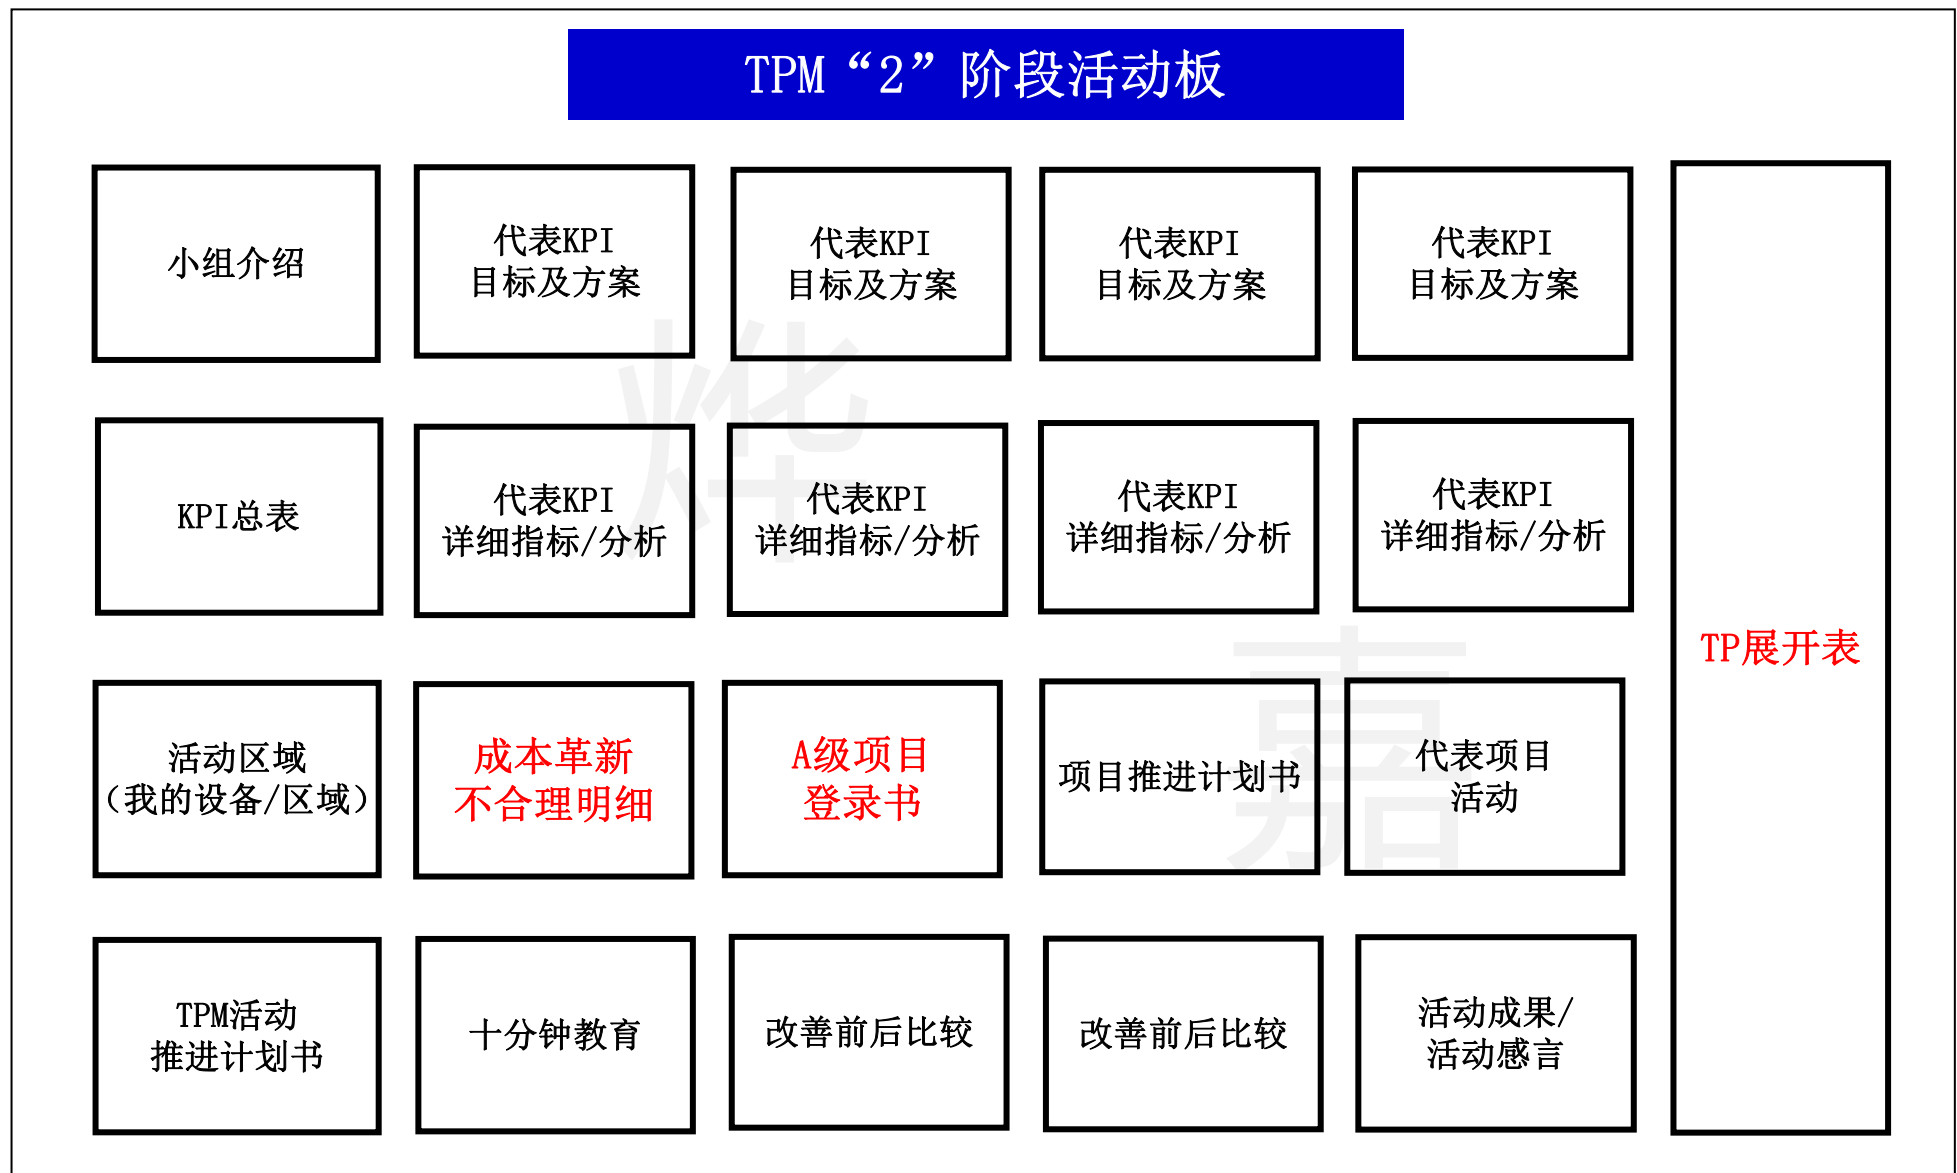 TPM“2”阶段活动板
小组介绍
代表KPI
目标及方案
代表KPI
目标及方案
代表KPI
目标及方案
代表KPI
目标及方案
KPI总表
代表KPI
详细指标/分析
代表KPI
详细指标/分析
代表KPI
详细指标/分析
代表KPI
详细指标/分析
活动区域
（我的设备/区域）
成本革新
不合理明细
A级项目
登录书
项目推进计划书
代表项目
活动
TPM活动
推进计划书
十分钟教育
改善前后比较
改善前后比较
活动成果/
活动感言
TP展开表
烨
嘉